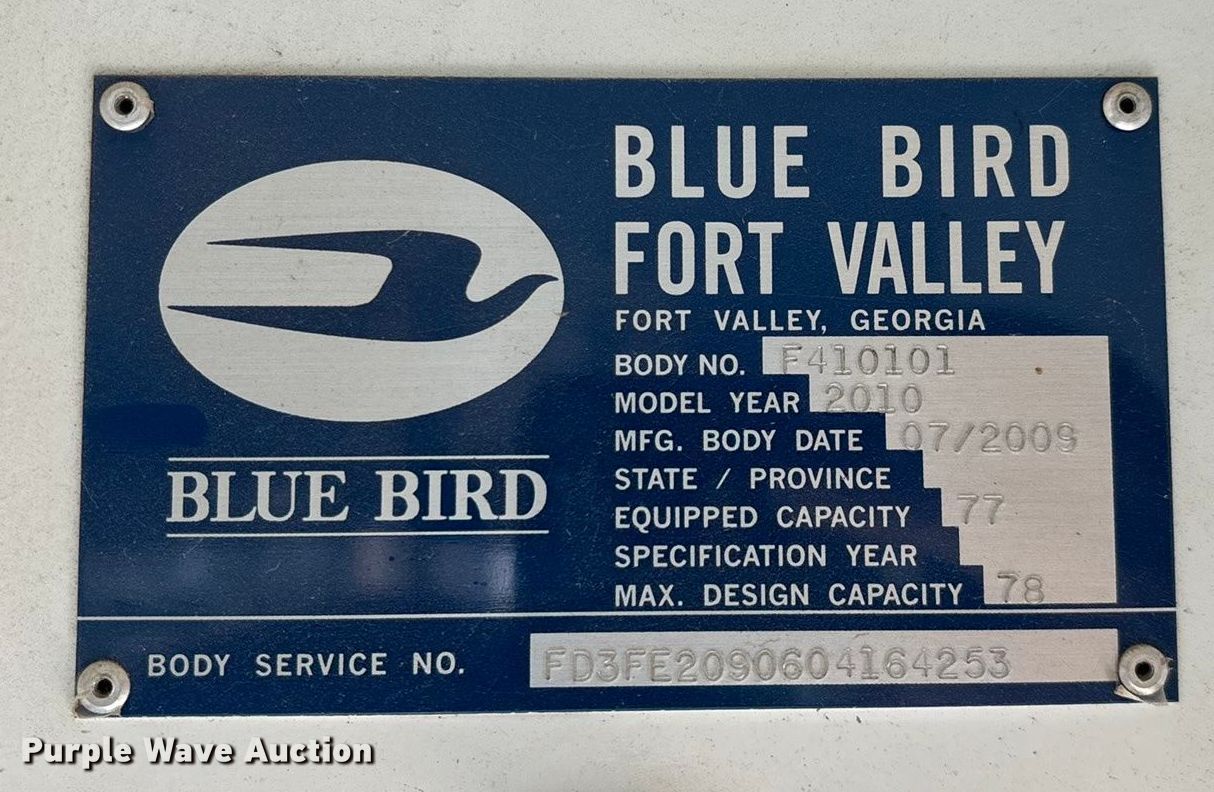 BLUE BIRD
BLUE BIRD
FORT VALLEY
FORT VALLEY, GEORGIA
BODY NO. F410101
MODEL YEAR 2010
MFG. BODY DATE 07/2009
STATE / PROVINCE
EQUIPPED CAPACITY 77
SPECIFICATION YEAR
MAX. DESIGN CAPACITY 78
BODY SERVICE NO. FD3FE2090604164253
Purple Wave Auction